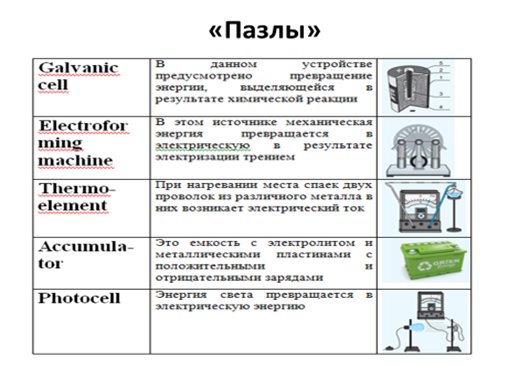 «Пазлы»
Galvanic
cell
В данном устройстве
предусмотрено превращение
энергии, выделяющейся в
результате химической реакции
Electrofor
ming
machine
В этом источнике механическая
энергия превращается в
электрическую в результате
электризации трением
Thermo-
element
При нагревании места спаек двух
проволок из различного металла в
них возникает электрический ток
Accumula-
tor
Это емкость с электролитом и
металлическими пластинами с
положительными и
отрицательными зарядами
GREEN
Photocell
Энергия света превращается в
электрическую энергию